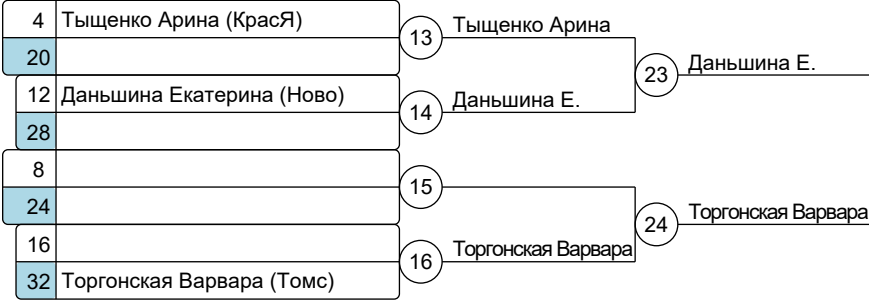 4 Тыщенко Арина (КрасЯ)
20
13 Тыщенко Арина
12 Даньшина Екатерина (Ново)
28
14 Даньшина Е.
23 Даньшина Е.
8
24
15
16
32 Торгонская Варвара (Томс)
16 Торгонская Варвара
24 Торгонская Варвара